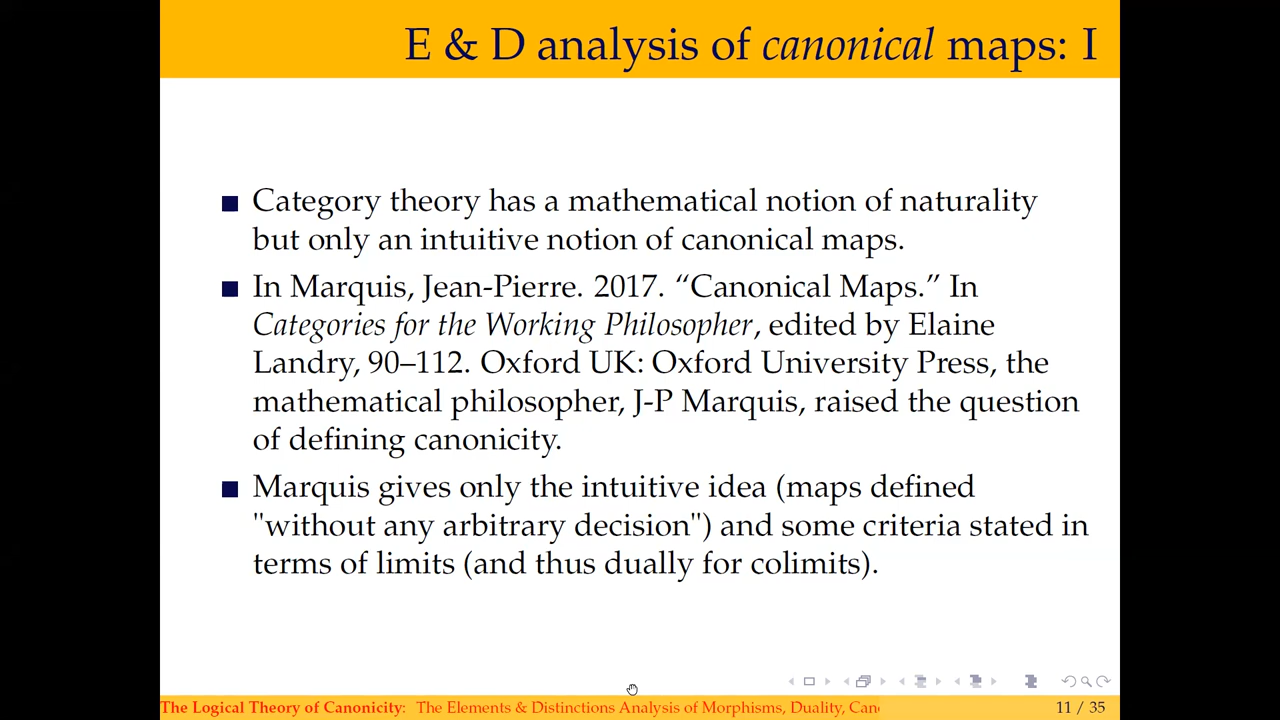 E & D analysis of canonical maps: I
Category theory has a mathematical notion of naturality
but only an intuitive notion of canonical maps.
In Marquis, Jean-Pierre. 2017. “Canonical Maps.” In
Categories for the Working Philosopher, edited by Elaine
Landry, 90–112. Oxford UK: Oxford University Press, the
mathematical philosopher, J-P Marquis, raised the question
of defining canonicity.
Marquis gives only the intuitive idea (maps defined
"without any arbitrary decision") and some criteria stated in
terms of limits (and thus dually for colimits).
The Logical Theory of Canonicity: The Elements & Distinctions Analysis of Morphisms, Duality, Cano
11 / 35